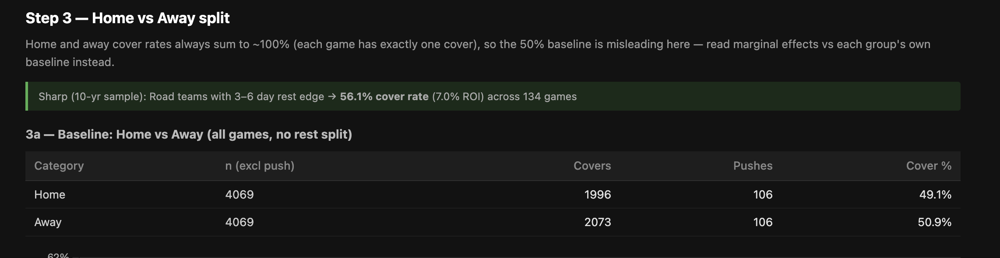 Step 3 — Home vs Away split
Home and away cover rates always sum to ~100% (each game has exactly one cover), so the 50% baseline is misleading here — read marginal effects vs each group's own
baseline instead.
Sharp (10-yr sample): Road teams with 3–6 day rest edge → 56.1% cover rate (7.0% ROI) across 134 games
3a — Baseline: Home vs Away (all games, no rest split)
Category n (excl push) Covers Pushes Cover %
Home 4069 1996 106 49.1%
Away 4069 2073 106 50.9%
62%